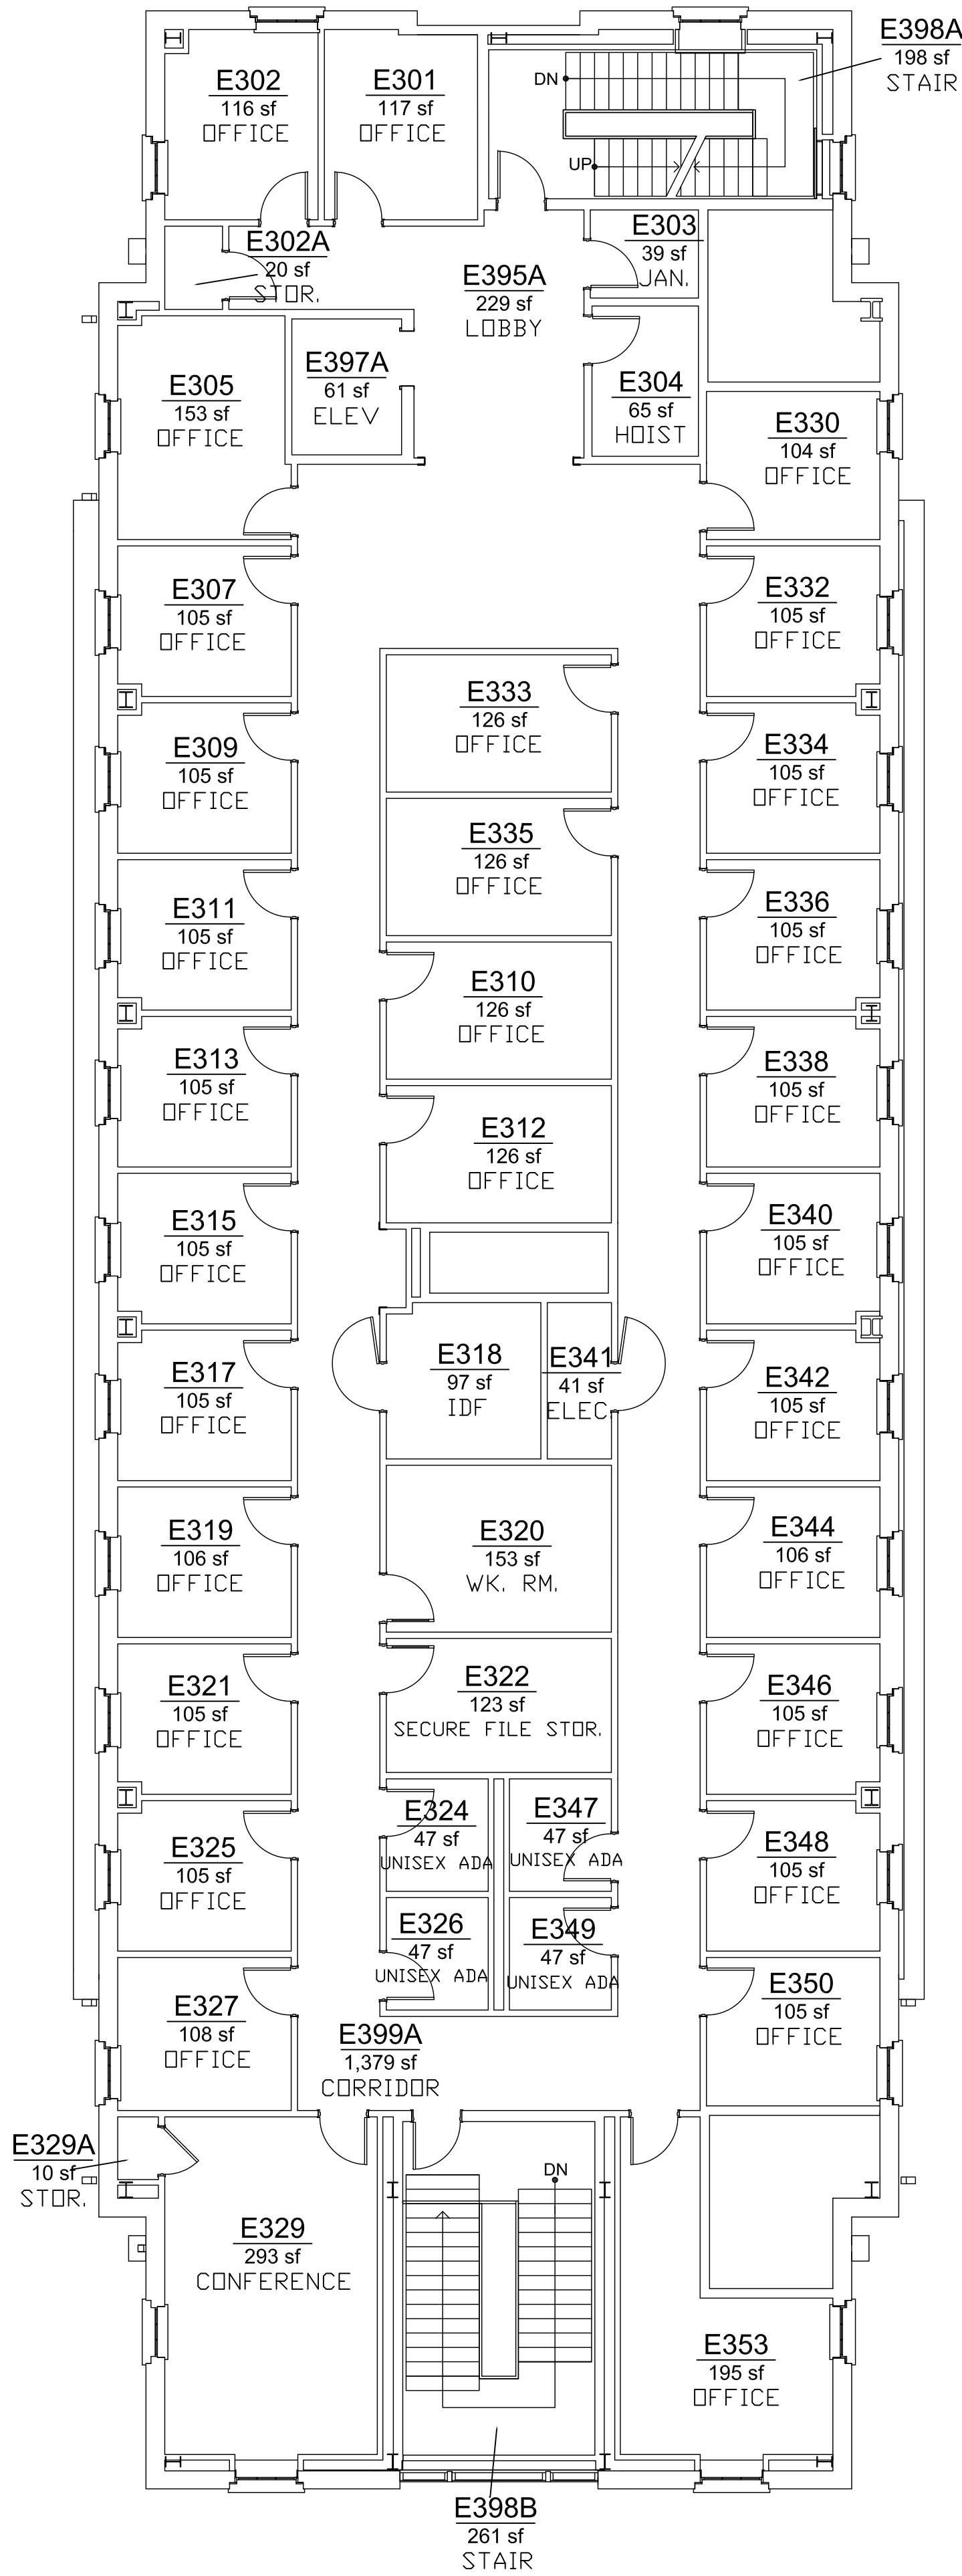 E398A
198 sf
STAIR
E302
116 sf
OFFICE
E301
117 sf
OFFICE
DN
UP
E302A
20 sf
STOR.
E303
39 sf
JAN.
E395A
229 sf
LOBBY
E397A
61 sf
ELEV
E304
65 sf
HOIST
E305
153 sf
OFFICE
E330
104 sf
OFFICE
E307
105 sf
OFFICE
E332
105 sf
OFFICE
E333
126 sf
OFFICE
E309
105 sf
OFFICE
E334
105 sf
OFFICE
E335
126 sf
OFFICE
E311
105 sf
OFFICE
E336
105 sf
OFFICE
E310
126 sf
OFFICE
E313
105 sf
OFFICE
E338
105 sf
OFFICE
E312
126 sf
OFFICE
E315
105 sf
OFFICE
E340
105 sf
OFFICE
E318
97 sf
IDF
E341
41 sf
ELEC.
E317
105 sf
OFFICE
E342
105 sf
OFFICE
E319
106 sf
OFFICE
E320
153 sf
WK. RM.
E344
106 sf
OFFICE
E321
105 sf
OFFICE
E322
123 sf
SECURE FILE STOR.
E346
105 sf
OFFICE
E324
47 sf
UNISEX ADA
E347
47 sf
UNISEX ADA
E325
105 sf
OFFICE
E348
105 sf
OFFICE
E326
47 sf
UNISEX ADA
E349
47 sf
UNISEX ADA
E327
108 sf
OFFICE
E350
105 sf
OFFICE
E399A
1,379 sf
CORRIDOR
E329A
10 sf
STOR.
DN
E329
293 sf
CONFERENCE
E353
195 sf
OFFICE
E398B
261 sf
STAIR